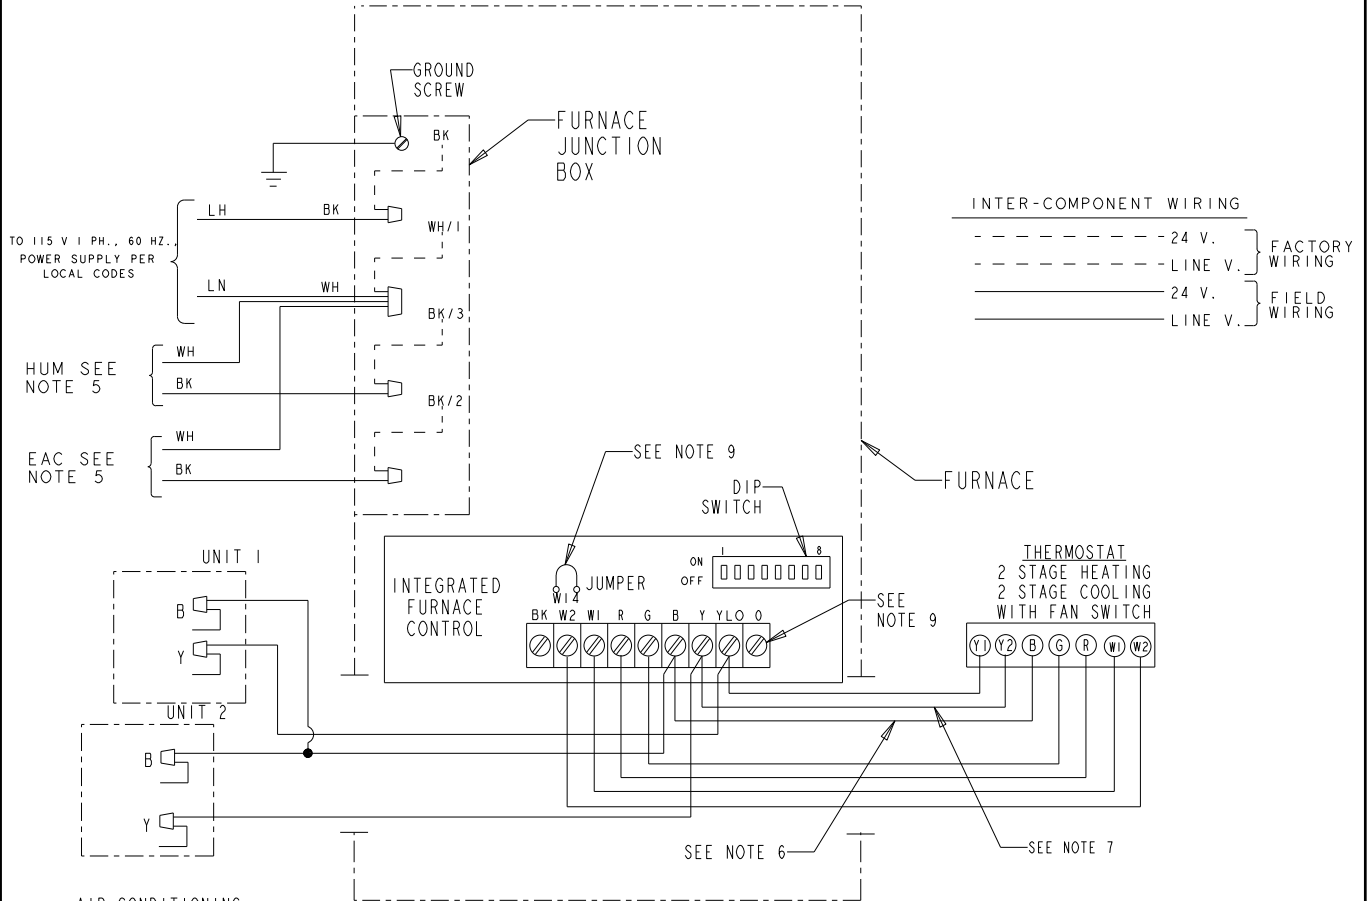 GROUND
SCREW
FURNACE
JUNCTION
BOX
BK
LH BK
WH/1
TO 115 V 1 PH., 60 HZ.,
POWER SUPPLY PER
LOCAL CODES
LN WH
BK/3
HUM SEE
NOTE 5
WH
BK
BK/2
EAC SEE
NOTE 5
WH
BK
INTER-COMPONENT WIRING
24 V.
LINE V.
FACTORY
WIRING
24 V.
LINE V.
FIELD
WIRING
SEE NOTE 9
DIP
SWITCH
FURNACE
UNIT 1
B
Y
UNIT 2
B
Y
INTEGRATED
FURNACE
CONTROL
JUMPER
W14
1 8
ON
OFF
BK W2 W1 R G B Y YLO O
SEE
NOTE 9
THERMOSTAT
2 STAGE HEATING
2 STAGE COOLING
WITH FAN SWITCH
Y1 Y2 B G R W1 W2
SEE NOTE 6
SEE NOTE 7
AIR CONDITIONING